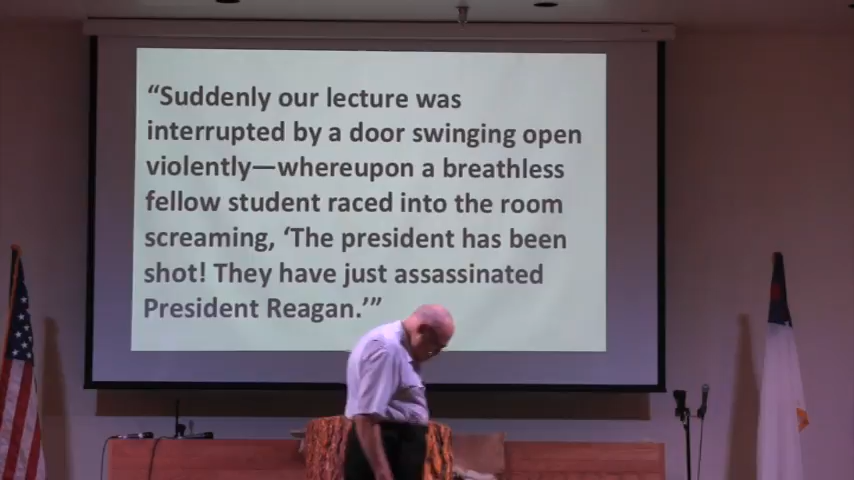 “Suddenly our lecture was
interrupted by a door swinging open
violently—whereupon a breathless
fellow student raced into the room
screaming, ‘The president has been
shot! They have just assassinated
President Reagan.’”